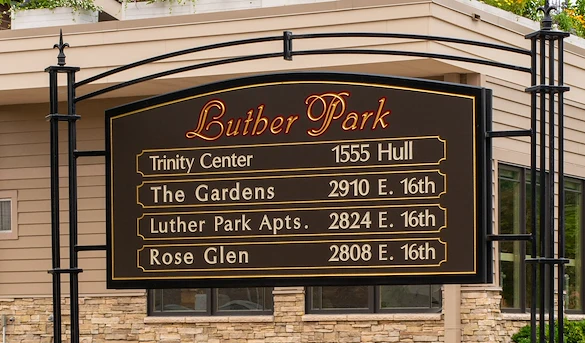 Luther Park
Trinity Center 1555 Hull
The Gardens 2910 E. 16th
Luther Park Apts. 2824 E. 16th
Rose Glen 2808 E. 16th